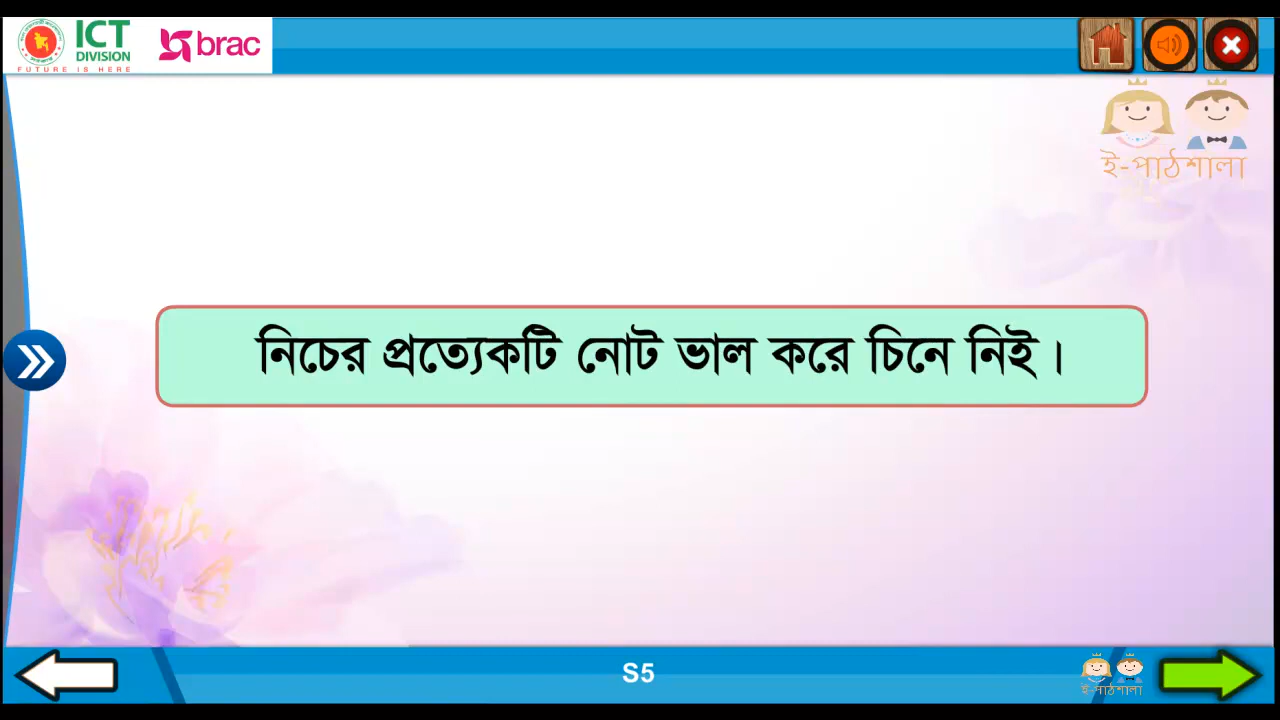 ICT
DIVISION
FUTURE IS HERE
brac
ই-পাঠশালা
নিচের প্রত্যেকটি নোট ভাল করে চিনে নিই।
S5
ই-পাঠশালা